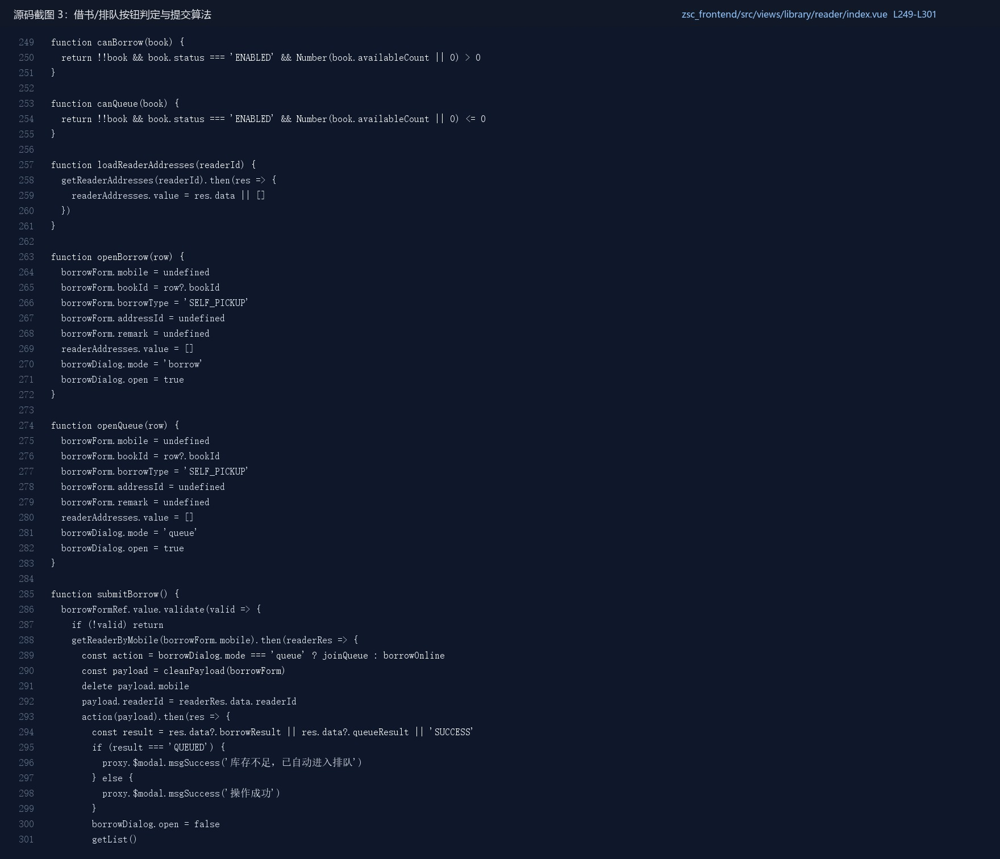 源码截图 3：借书/排队按钮判定与提交算法 zsc_frontend/src/views/library/reader/index.vue L249-L301
249 function canBorrow(book) {
250   return !!book && book.status === 'ENABLED' && Number(book.availableCount || 0) > 0
251 }
252
253 function canQueue(book) {
254   return !!book && book.status === 'ENABLED' && Number(book.availableCount || 0) <= 0
255 }
256
257 function loadReaderAddresses(readerId) {
258   getReaderAddresses(readerId).then(res => {
259     readerAddresses.value = res.data || []
260   })
261 }
262
263 function openBorrow(row) {
264   borrowForm.mobile = undefined
265   borrowForm.bookId = row?.bookId
266   borrowForm.borrowType = 'SELF_PICKUP'
267   borrowForm.addressId = undefined
268   borrowForm.remark = undefined
269   readerAddresses.value = []
270   borrowDialog.mode = 'borrow'
271   borrowDialog.open = true
272 }
273
274 function openQueue(row) {
275   borrowForm.mobile = undefined
276   borrowForm.bookId = row?.bookId
277   borrowForm.borrowType = 'SELF_PICKUP'
278   borrowForm.addressId = undefined
279   borrowForm.remark = undefined
280   readerAddresses.value = []
281   borrowDialog.mode = 'queue'
282   borrowDialog.open = true
283 }
284
285 function submitBorrow() {
286   borrowFormRef.value.validate(valid => {
287     if (!valid) return
288     getReaderByMobile(borrowForm.mobile).then(readerRes => {
289       const action = borrowDialog.mode === 'queue' ? joinQueue : borrowOnline
290       const payload = cleanPayload(borrowForm)
291       delete payload.mobile
292       payload.readerId = readerRes.data.readerId
293       action(payload).then(res => {
294         const result = res.data?.borrowResult || res.data?.queueResult || 'SUCCESS'
295         if (result === 'QUEUED') {
296           proxy.$modal.msgSuccess('库存不足，已自动进入排队')
297         } else {
298           proxy.$modal.msgSuccess('操作成功')
299         }
300         borrowDialog.open = false
301         getList()